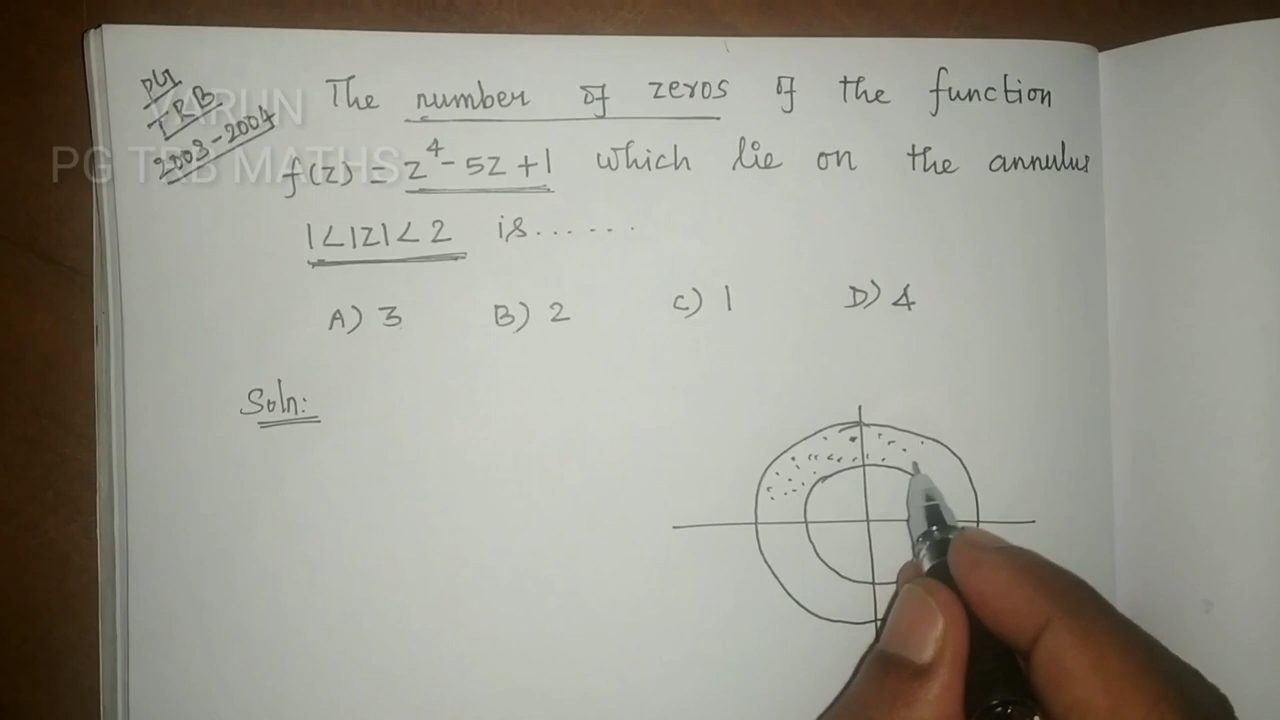 PG
TRB
2003-2004
VARUN
PG TRB MATHS
The number of zeros of the function
f(z) = z⁴ - 5z + 1 which lie on the annulus
1<|z|<2 is......
A) 3 B) 2 C) 1 D) 4
Soln: